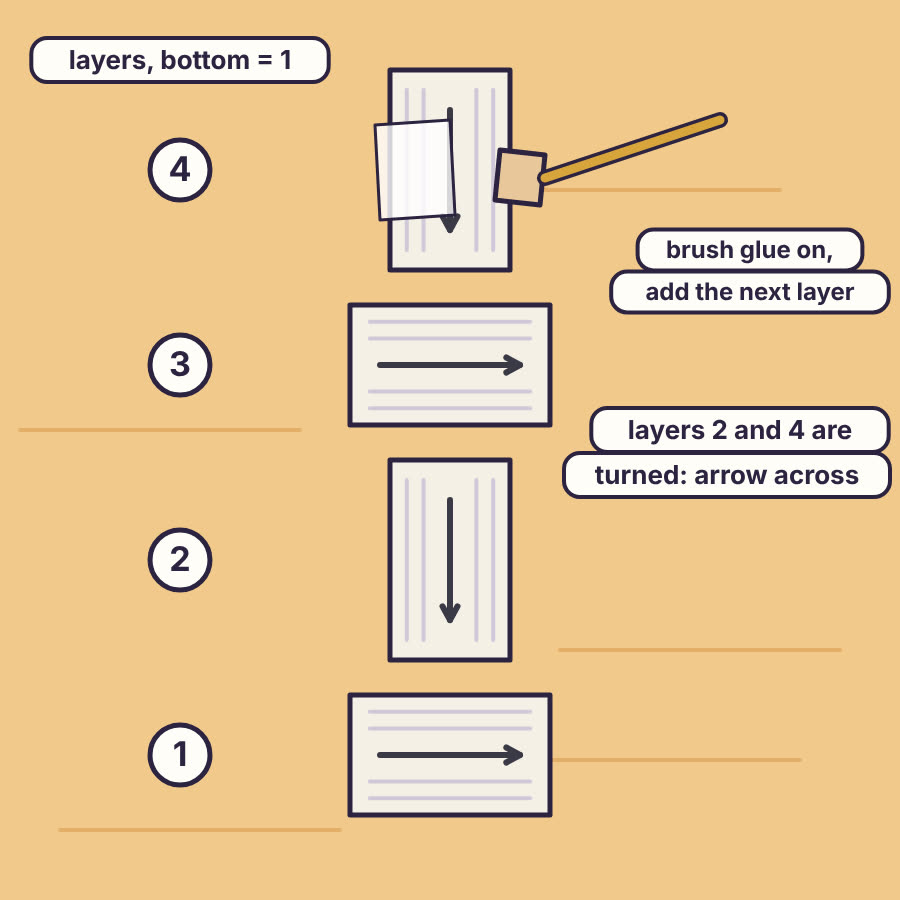 layers, bottom = 1
4
brush glue on,
add the next layer
3
layers 2 and 4 are
turned: arrow across
2
1